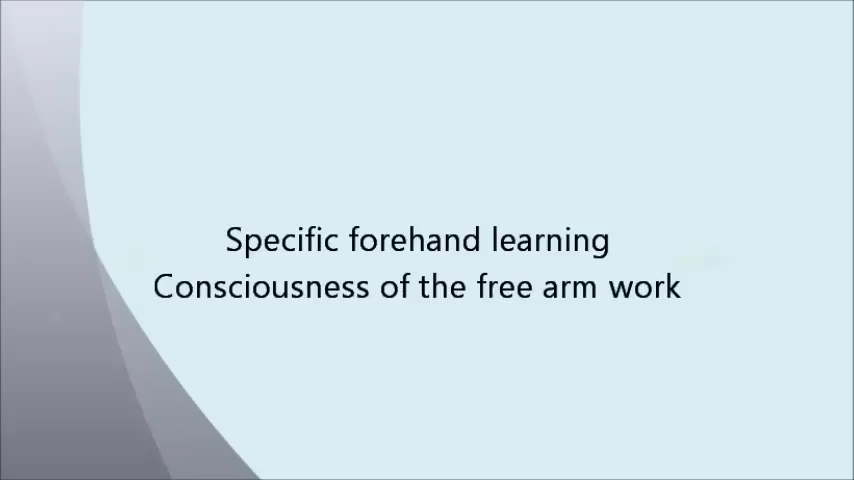 Specific forehand learning
Consciousness of the free arm work